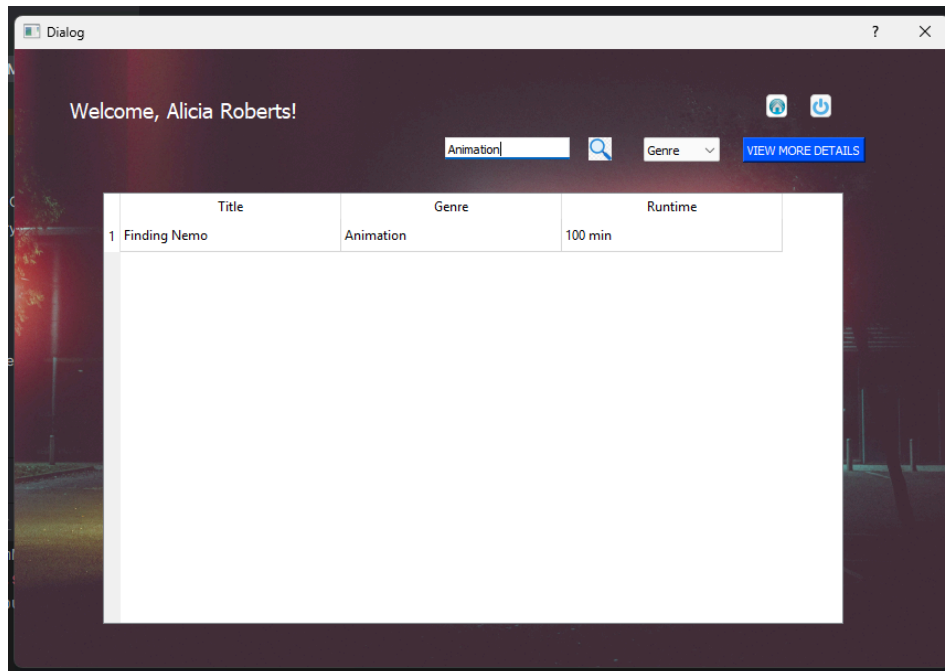 Dialog ?
Welcome, Alicia Roberts!
Animation Genre VIEW MORE DETAILS
Title Genre Runtime
1 Finding Nemo Animation 100 min